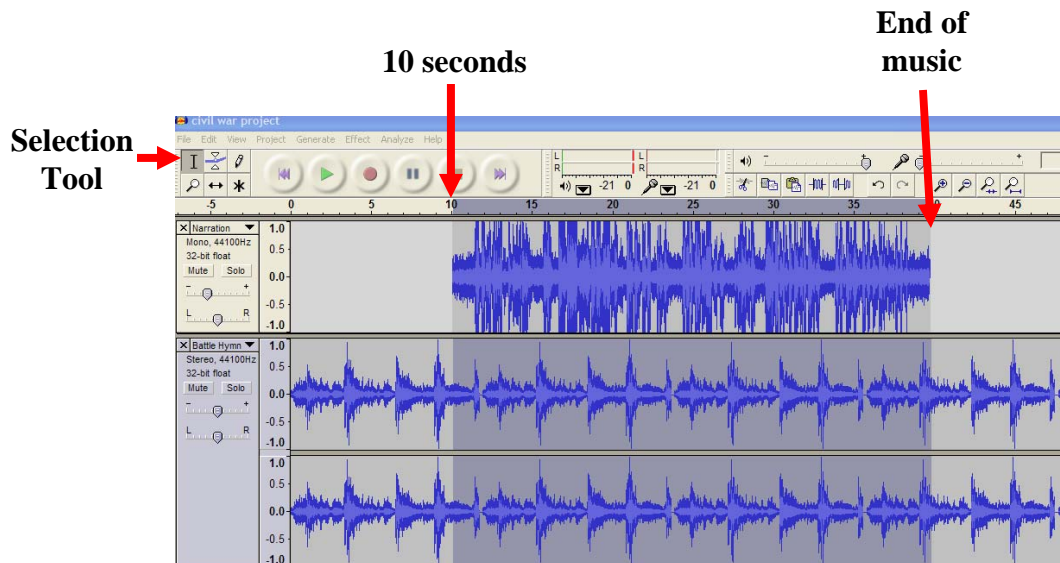 End of
music
10 seconds
Selection
Tool
civil war project
File Edit View Project Generate Effect Analyze Help
L L
R R
-21 0 -21 0
- + - +
-5 0 5 10 15 20 25 30 35 40 45
Narration 1.0
Mono, 44100Hz
32-bit float 0.5
Mute Solo
0.0
- +
-0.5
L R
-1.0
Battle Hymn 1.0
Stereo, 44100Hz
32-bit float 0.5
Mute Solo
0.0
- +
-0.5
L R
-1.0
1.0
0.5
0.0
-0.5
-1.0